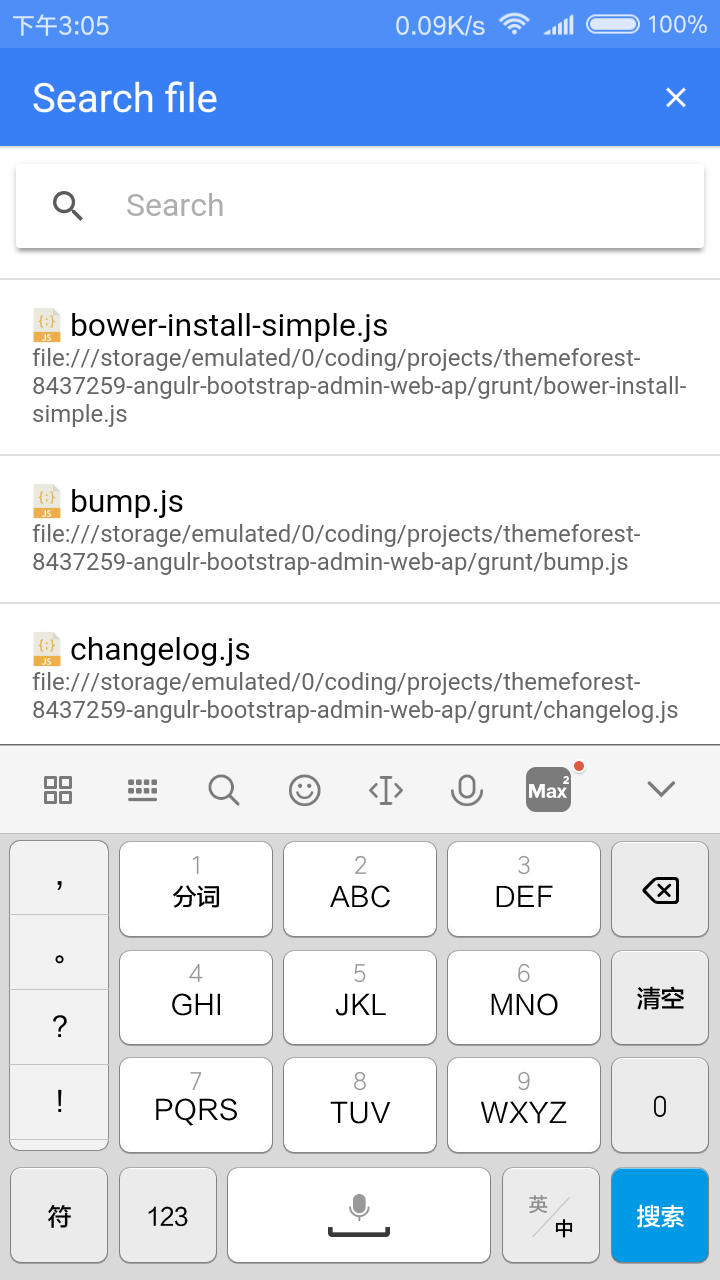 下午3:05 0.09K/s 100%
Search file
Search
bower-install-simple.js
file:///storage/emulated/0/coding/projects/themeforest-
8437259-angulr-bootstrap-admin-web-ap/grunt/bower-install-
simple.js
bump.js
file:///storage/emulated/0/coding/projects/themeforest-
8437259-angulr-bootstrap-admin-web-ap/grunt/bump.js
changelog.js
file:///storage/emulated/0/coding/projects/themeforest-
8437259-angulr-bootstrap-admin-web-ap/grunt/changelog.js
Max2
, 1 分词 2 ABC 3 DEF
。 4 GHI 5 JKL 6 MNO 清空
?
! 7 PQRS 8 TUV 9 WXYZ 0
符 123 英/中 搜索